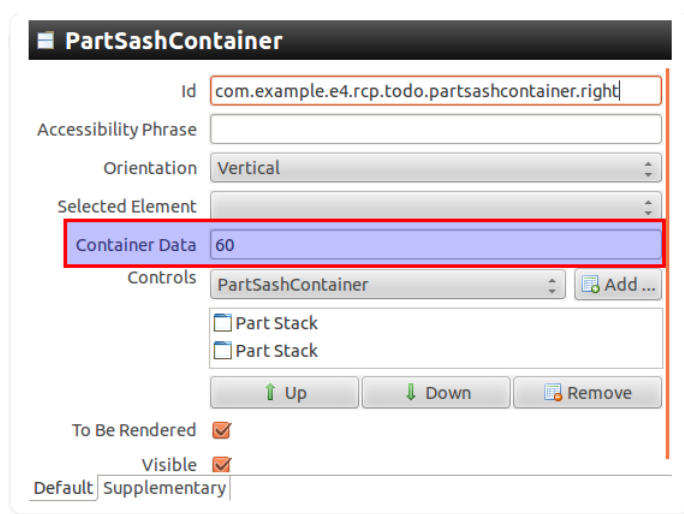 PartSashContainer
Id com.example.e4.rcp.todo.partsashcontainer.right
Accessibility Phrase
Orientation Vertical
Selected Element
Container Data 60
Controls PartSashContainer Add ...
Part Stack
Part Stack
Up Down Remove
To Be Rendered
Visible
Default Supplementary